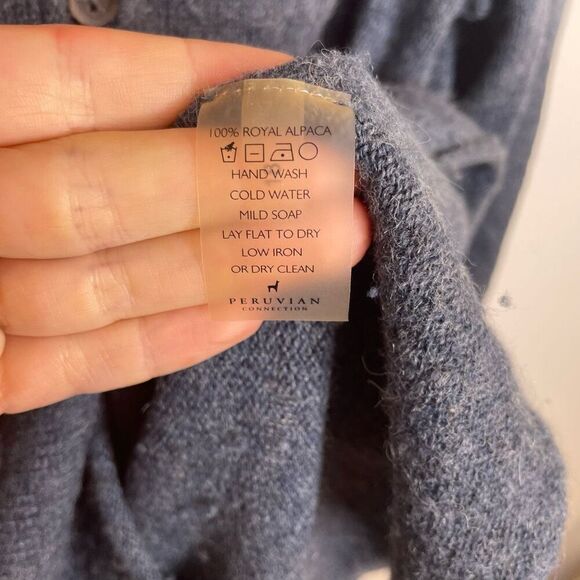 100% ROYAL ALPACA
HAND WASH
COLD WATER
MILD SOAP
LAY FLAT TO DRY
LOW IRON
OR DRY CLEAN
PERUVIAN
CONNECTION